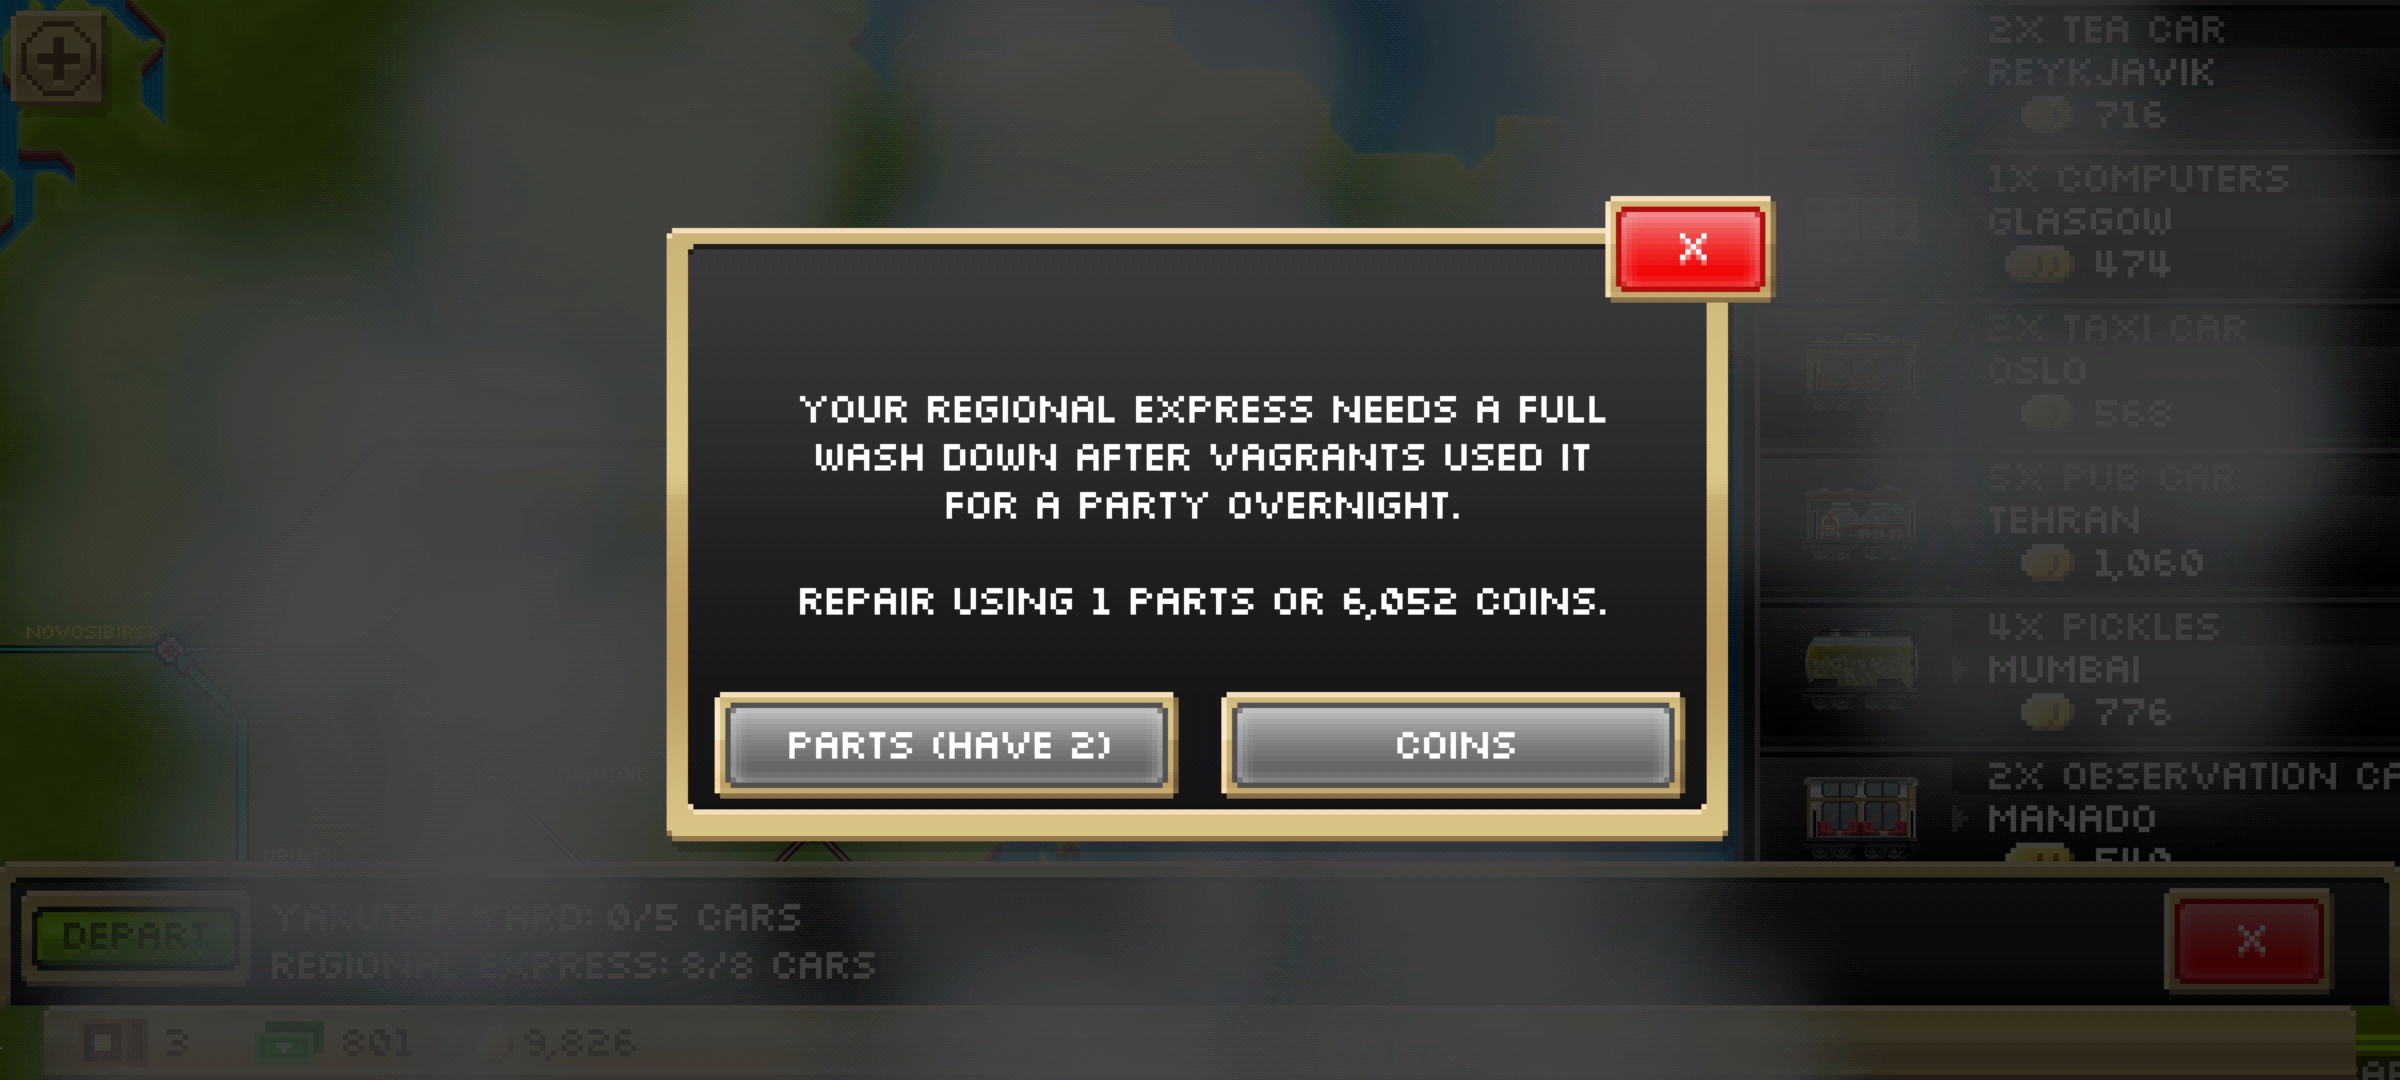 2X TEA CAR
REYKJAVIK
716
1X COMPUTERS
GLASGOW
474
2X TAXI CAR
OSLO
568
5X PUB CAR
TEHRAN
1,060
4X PICKLES
MUMBAI
776
2X OBSERVATION
MANADO
540
X
YOUR REGIONAL EXPRESS NEEDS A FULL
WASH DOWN AFTER VAGRANTS USED IT
FOR A PARTY OVERNIGHT.
REPAIR USING 1 PARTS OR 6,052 COINS.
PARTS (HAVE 2)
COINS
NOVOSIBIRSK
DEPART
YAKUTSK YARD: 0/5 CARS
REGIONAL EXPRESS: 8/8 CARS
X
3
801
9,826